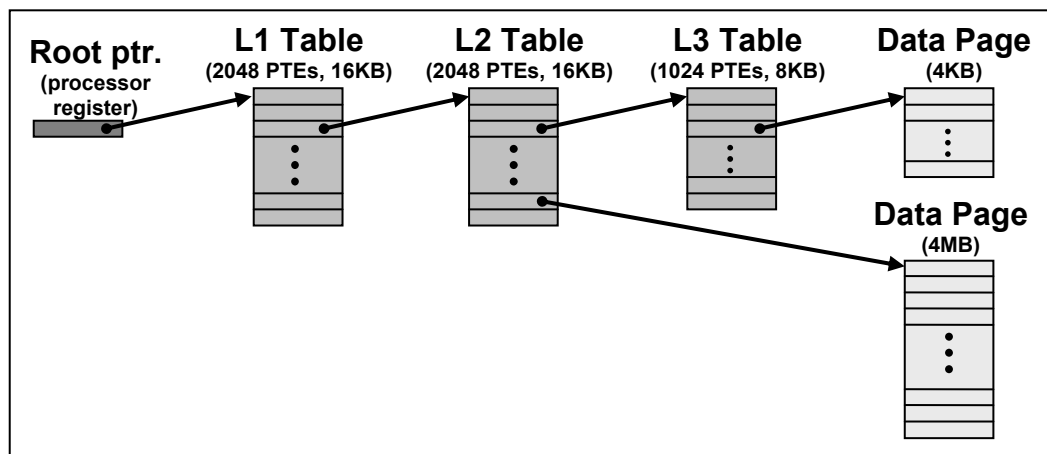 Root ptr.
(processor
register)
L1 Table
(2048 PTEs, 16KB)
L2 Table
(2048 PTEs, 16KB)
L3 Table
(1024 PTEs, 8KB)
Data Page
(4KB)
Data Page
(4MB)